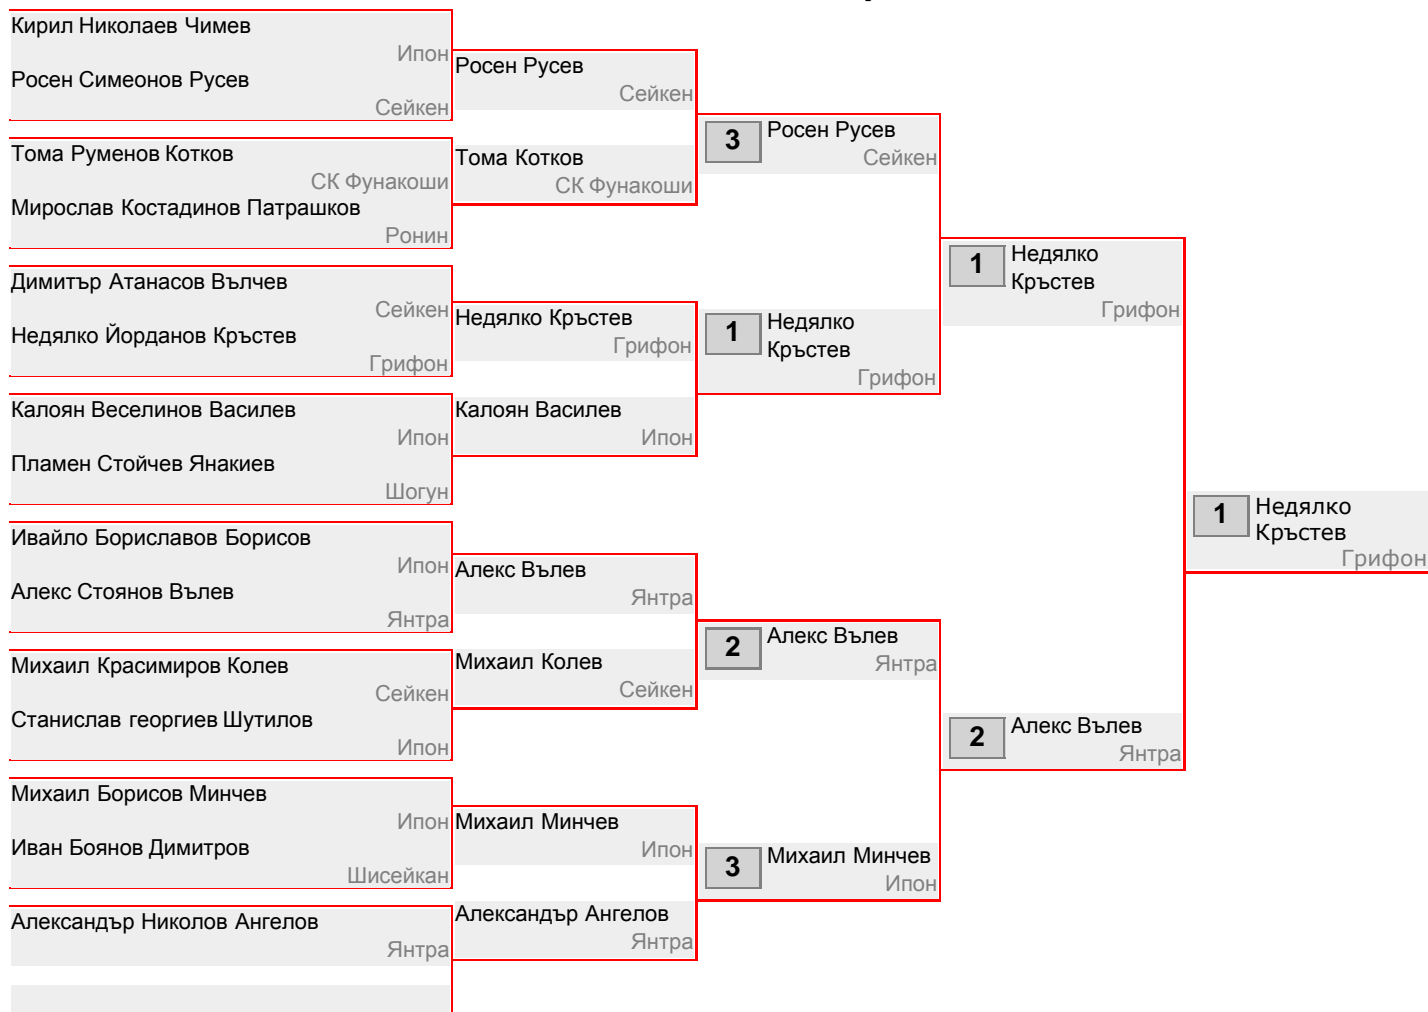 Кирил Николаев Чимев
Ипон
Росен Симеонов Русев
Сейкен
Тома Руменов Котков
СК Фунакоши
Мирослав Костадинов Патрашков
Ронин
Димитър Атанасов Вълчев
Сейкен
Недялко Йорданов Кръстев
Грифон
Калоян Веселинов Василев
Ипон
Пламен Стойчев Янакиев
Шогун
Ивайло Бориславов Борисов
Ипон
Алекс Стоянов Вълев
Янтра
Михаил Красимиров Колев
Сейкен
Станислав георгиев Шутилов
Ипон
Михаил Борисов Минчев
Ипон
Иван Боянов Димитров
Шисейкан
Александър Николов Ангелов
Янтра
Росен Русев
Сейкен
Тома Котков
СК Фунакоши
Недялко Кръстев
Грифон
Калоян Василев
Ипон
Алекс Вълев
Янтра
Михаил Колев
Сейкен
Михаил Минчев
Ипон
Александър Ангелов
Янтра
3 Росен Русев
Сейкен
1 Недялко
Кръстев
Грифон
2 Алекс Вълев
Янтра
3 Михаил Минчев
Ипон
1 Недялко
Кръстев
Грифон
2 Алекс Вълев
Янтра
1 Недялко
Кръстев
Грифон